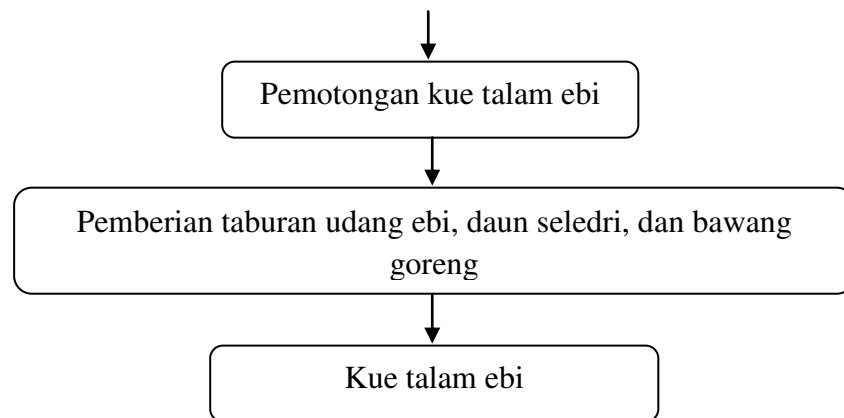 Pemotongan kue talam ebi
Pemberian taburan udang ebi, daun seledri, dan bawang
goreng
Kue talam ebi